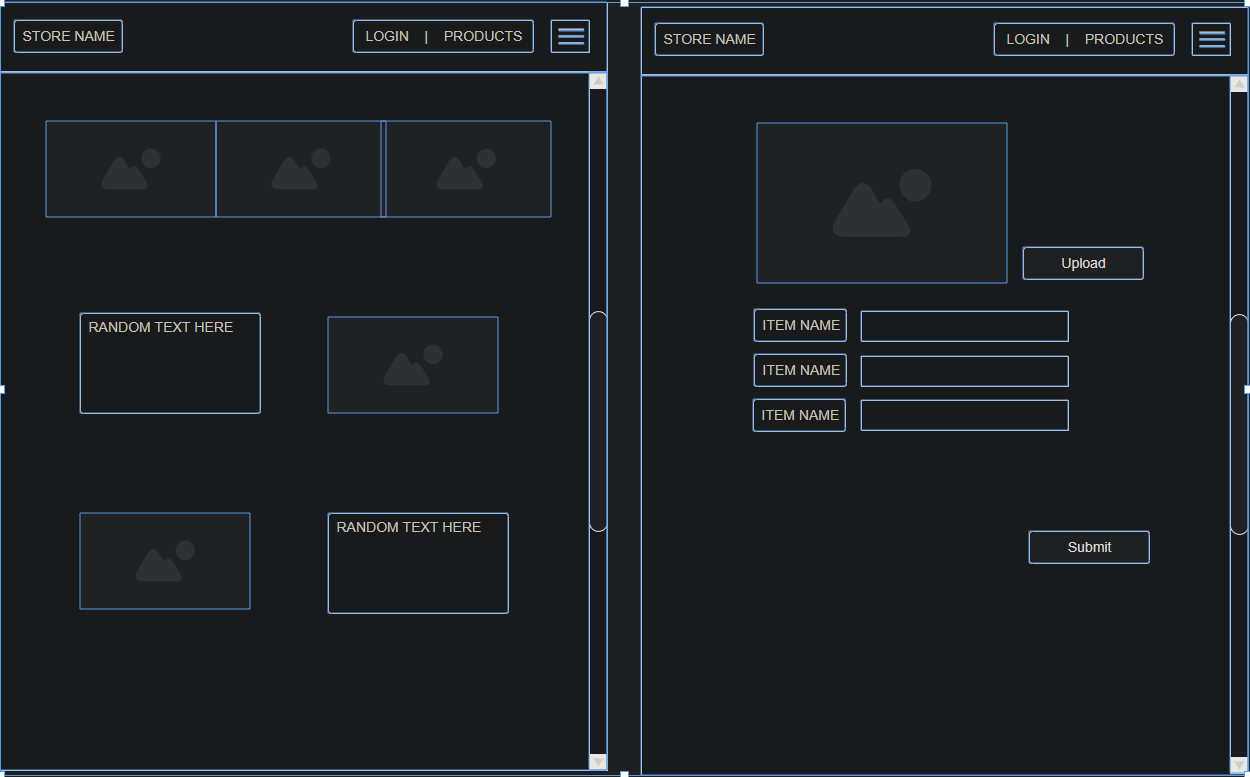 STORE NAME
LOGIN | PRODUCTS
RANDOM TEXT HERE
RANDOM TEXT HERE
STORE NAME
LOGIN | PRODUCTS
Upload
ITEM NAME
ITEM NAME
ITEM NAME
Submit